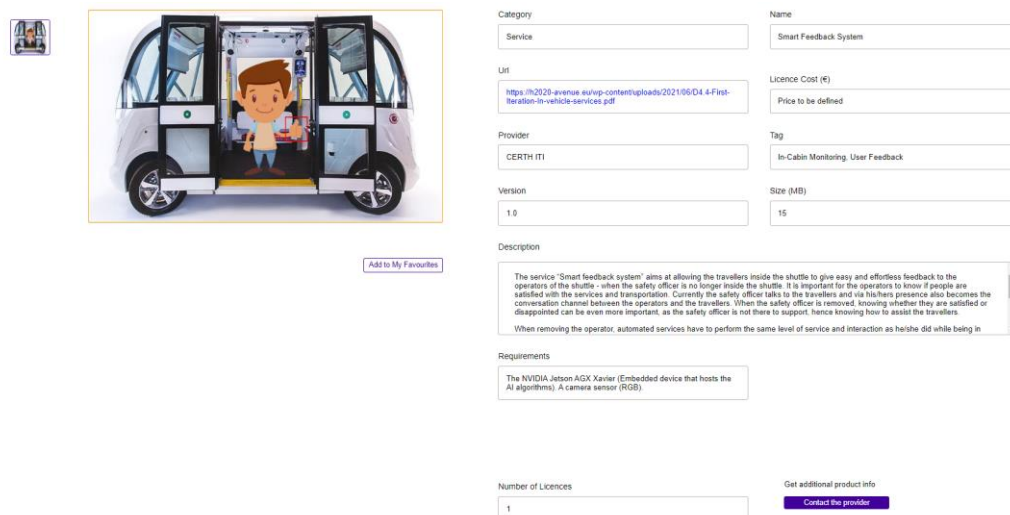 Category
Name
Service
Smart Feedback System
Url
Licence Cost (€)
https://h2020-avenue.eu/wp-content/uploads/2021/06/D4.4-First-
Iteration-In-vehicle-services.pdf
Price to be defined
Provider
Tag
CERTH ITI
In-Cabin Monitoring, User Feedback
Version
Size (MB)
1.0
15
Description
Add to My Favourites
The service "Smart feedback system" aims at allowing the travellers inside the shuttle to give easy and effortless feedback to the
operators of the shuttle - when the safety officer is no longer inside the shuttle. It is important for the operators to know if people are
satisfied with the services and transportation. Currently the safety officer talks to the travellers and via his/hers presence also becomes the
conversation channel between the operators and the travellers. When the safety officer is removed, knowing whether they are satisfied or
disappointed can be even more important, as the safety officer is not there to support, hence knowing how to assist the travellers.
When removing the operator, automated services have to perform the same level of service and interaction as he/she did while being in
Requirements
The NVIDIA Jetson AGX Xavier (Embedded device that hosts the
AI algorithms). A camera sensor (RGB).
Number of Licences
Get additional product info
1
Contact the provider